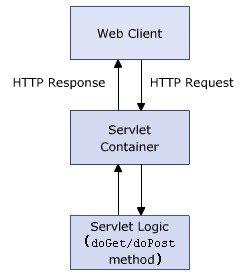 Web Client
HTTP Response
HTTP Request
Servlet
Container
Servlet Logic
(doGet/doPost
method)